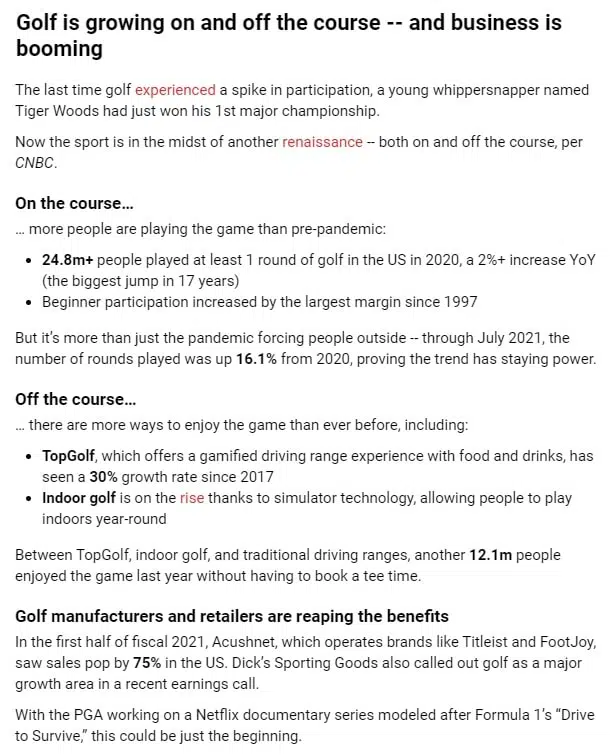 Golf is growing on and off the course -- and business is
booming
The last time golf experienced a spike in participation, a young whippersnapper named
Tiger Woods had just won his 1st major championship.
Now the sport is in the midst of another renaissance -- both on and off the course, per
CNBC.
On the course…
… more people are playing the game than pre-pandemic:
• 24.8m+ people played at least 1 round of golf in the US in 2020, a 2%+ increase YoY
(the biggest jump in 17 years)
• Beginner participation increased by the largest margin since 1997
But it’s more than just the pandemic forcing people outside -- through July 2021, the
number of rounds played was up 16.1% from 2020, proving the trend has staying power.
Off the course…
… there are more ways to enjoy the game than ever before, including:
• TopGolf, which offers a gamified driving range experience with food and drinks, has
seen a 30% growth rate since 2017
• Indoor golf is on the rise thanks to simulator technology, allowing people to play
indoors year-round
Between TopGolf, indoor golf, and traditional driving ranges, another 12.1m people
enjoyed the game last year without having to book a tee time.
Golf manufacturers and retailers are reaping the benefits
In the first half of fiscal 2021, Acushnet, which operates brands like Titleist and FootJoy,
saw sales pop by 75% in the US. Dick’s Sporting Goods also called out golf as a major
growth area in a recent earnings call.
With the PGA working on a Netflix documentary series modeled after Formula 1’s “Drive
to Survive,” this could be just the beginning.